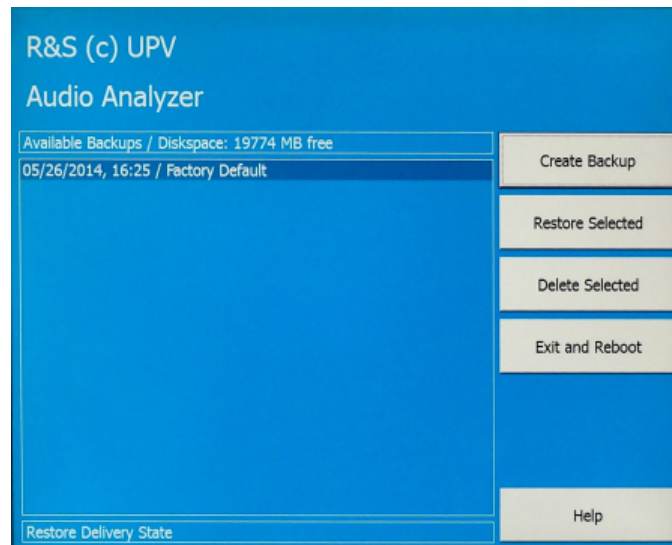 R&S (c) UPV
Audio Analyzer
Available Backups / Diskspace: 19774 MB free
05/26/2014, 16:25 / Factory Default
Create Backup
Restore Selected
Delete Selected
Exit and Reboot
Help
Restore Delivery State